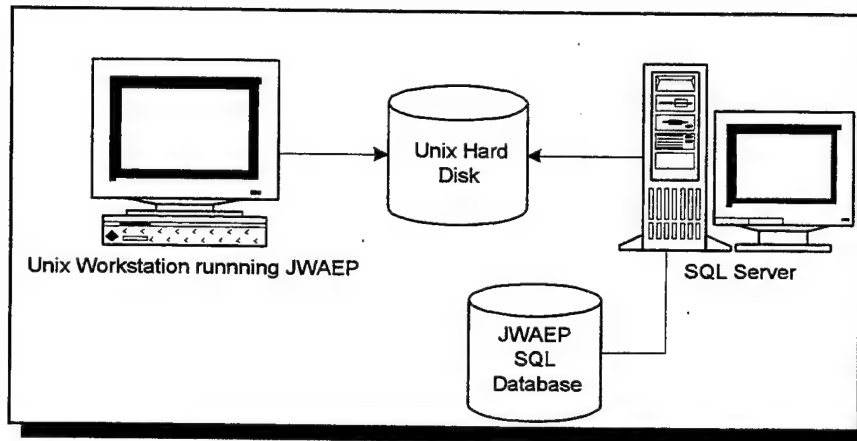 Unix Hard
Disk
Unix Workstation runnning JWAEP
SQL Server
JWAEP
SQL
Database